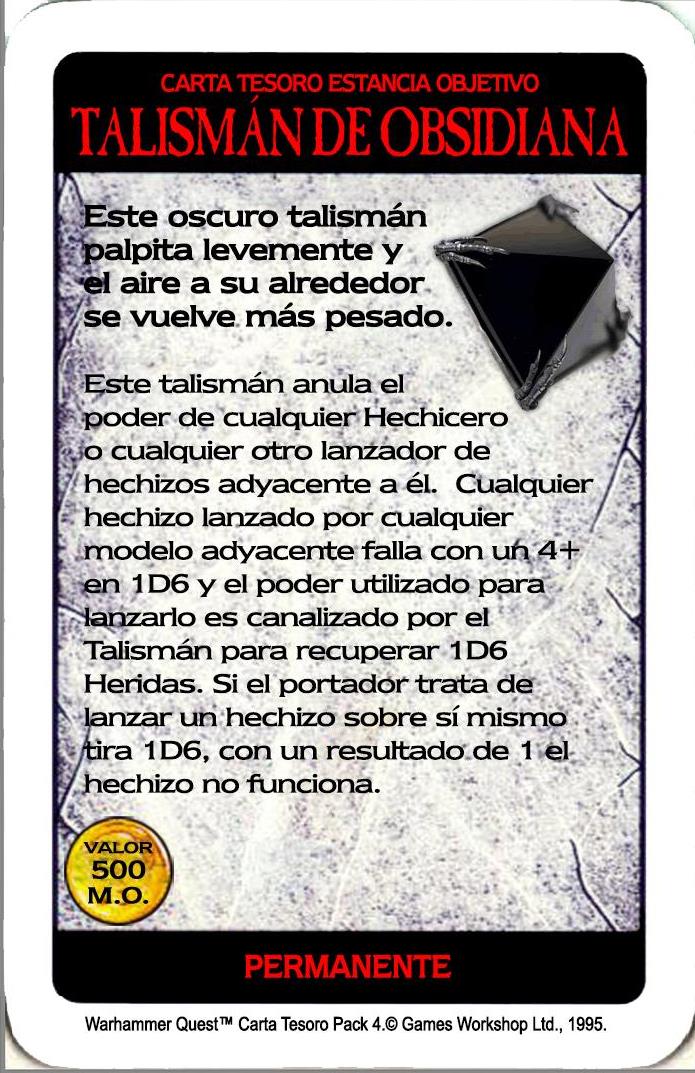 CARTA TESORO ESTANCIA OBJETIVO
TALISMÁN DE OBSIDIANA
Este oscuro talismán
palpita levemente y
el aire a su alrededor
se vuelve más pesado.
Este talismán anula el
poder de cualquier Hechicero
o cualquier otro lanzador de
hechizos adyacente a él. Cualquier
hechizo lanzado por cualquier
modelo adyacente falla con un 4+
en 1D6 y el poder utilizado para
lanzarlo es canalizado por el
Talismán para recuperar 1D6
Heridas. Si el portador trata de
lanzar un hechizo sobre sí mismo
tira 1D6, con un resultado de 1 el
hechizo no funciona.
VALOR
500
M.O.
PERMANENTE
Warhammer Quest™ Carta Tesoro Pack 4.© Games Workshop Ltd., 1995.